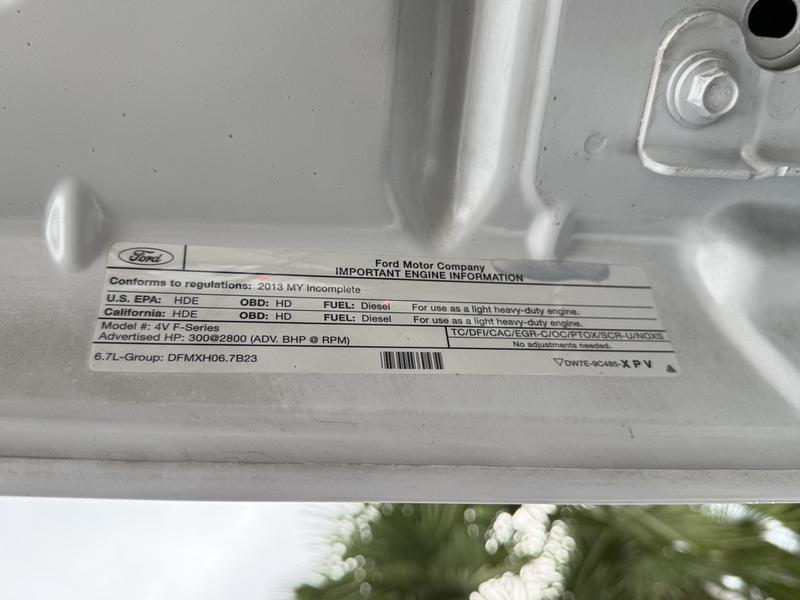 Ford
Ford Motor Company
IMPORTANT ENGINE INFORMATION
Conforms to regulations: 2013 MY Incomplete
U.S. EPA: HDE OBD: HD FUEL: Diesel For use as a light heavy-duty engine.
California: HDE OBD: HD FUEL: Diesel For use as a light heavy-duty engine.
Model #: 4V F-Series TC/DFI/CAC/EGR-C/OC/PTOX/SCR-U/NOXS
Advertised HP: 300@2800 (ADV. BHP @ RPM) No adjustments needed.
6.7L-Group: DFMXH06.7B23 DW7E-9C485-XPV